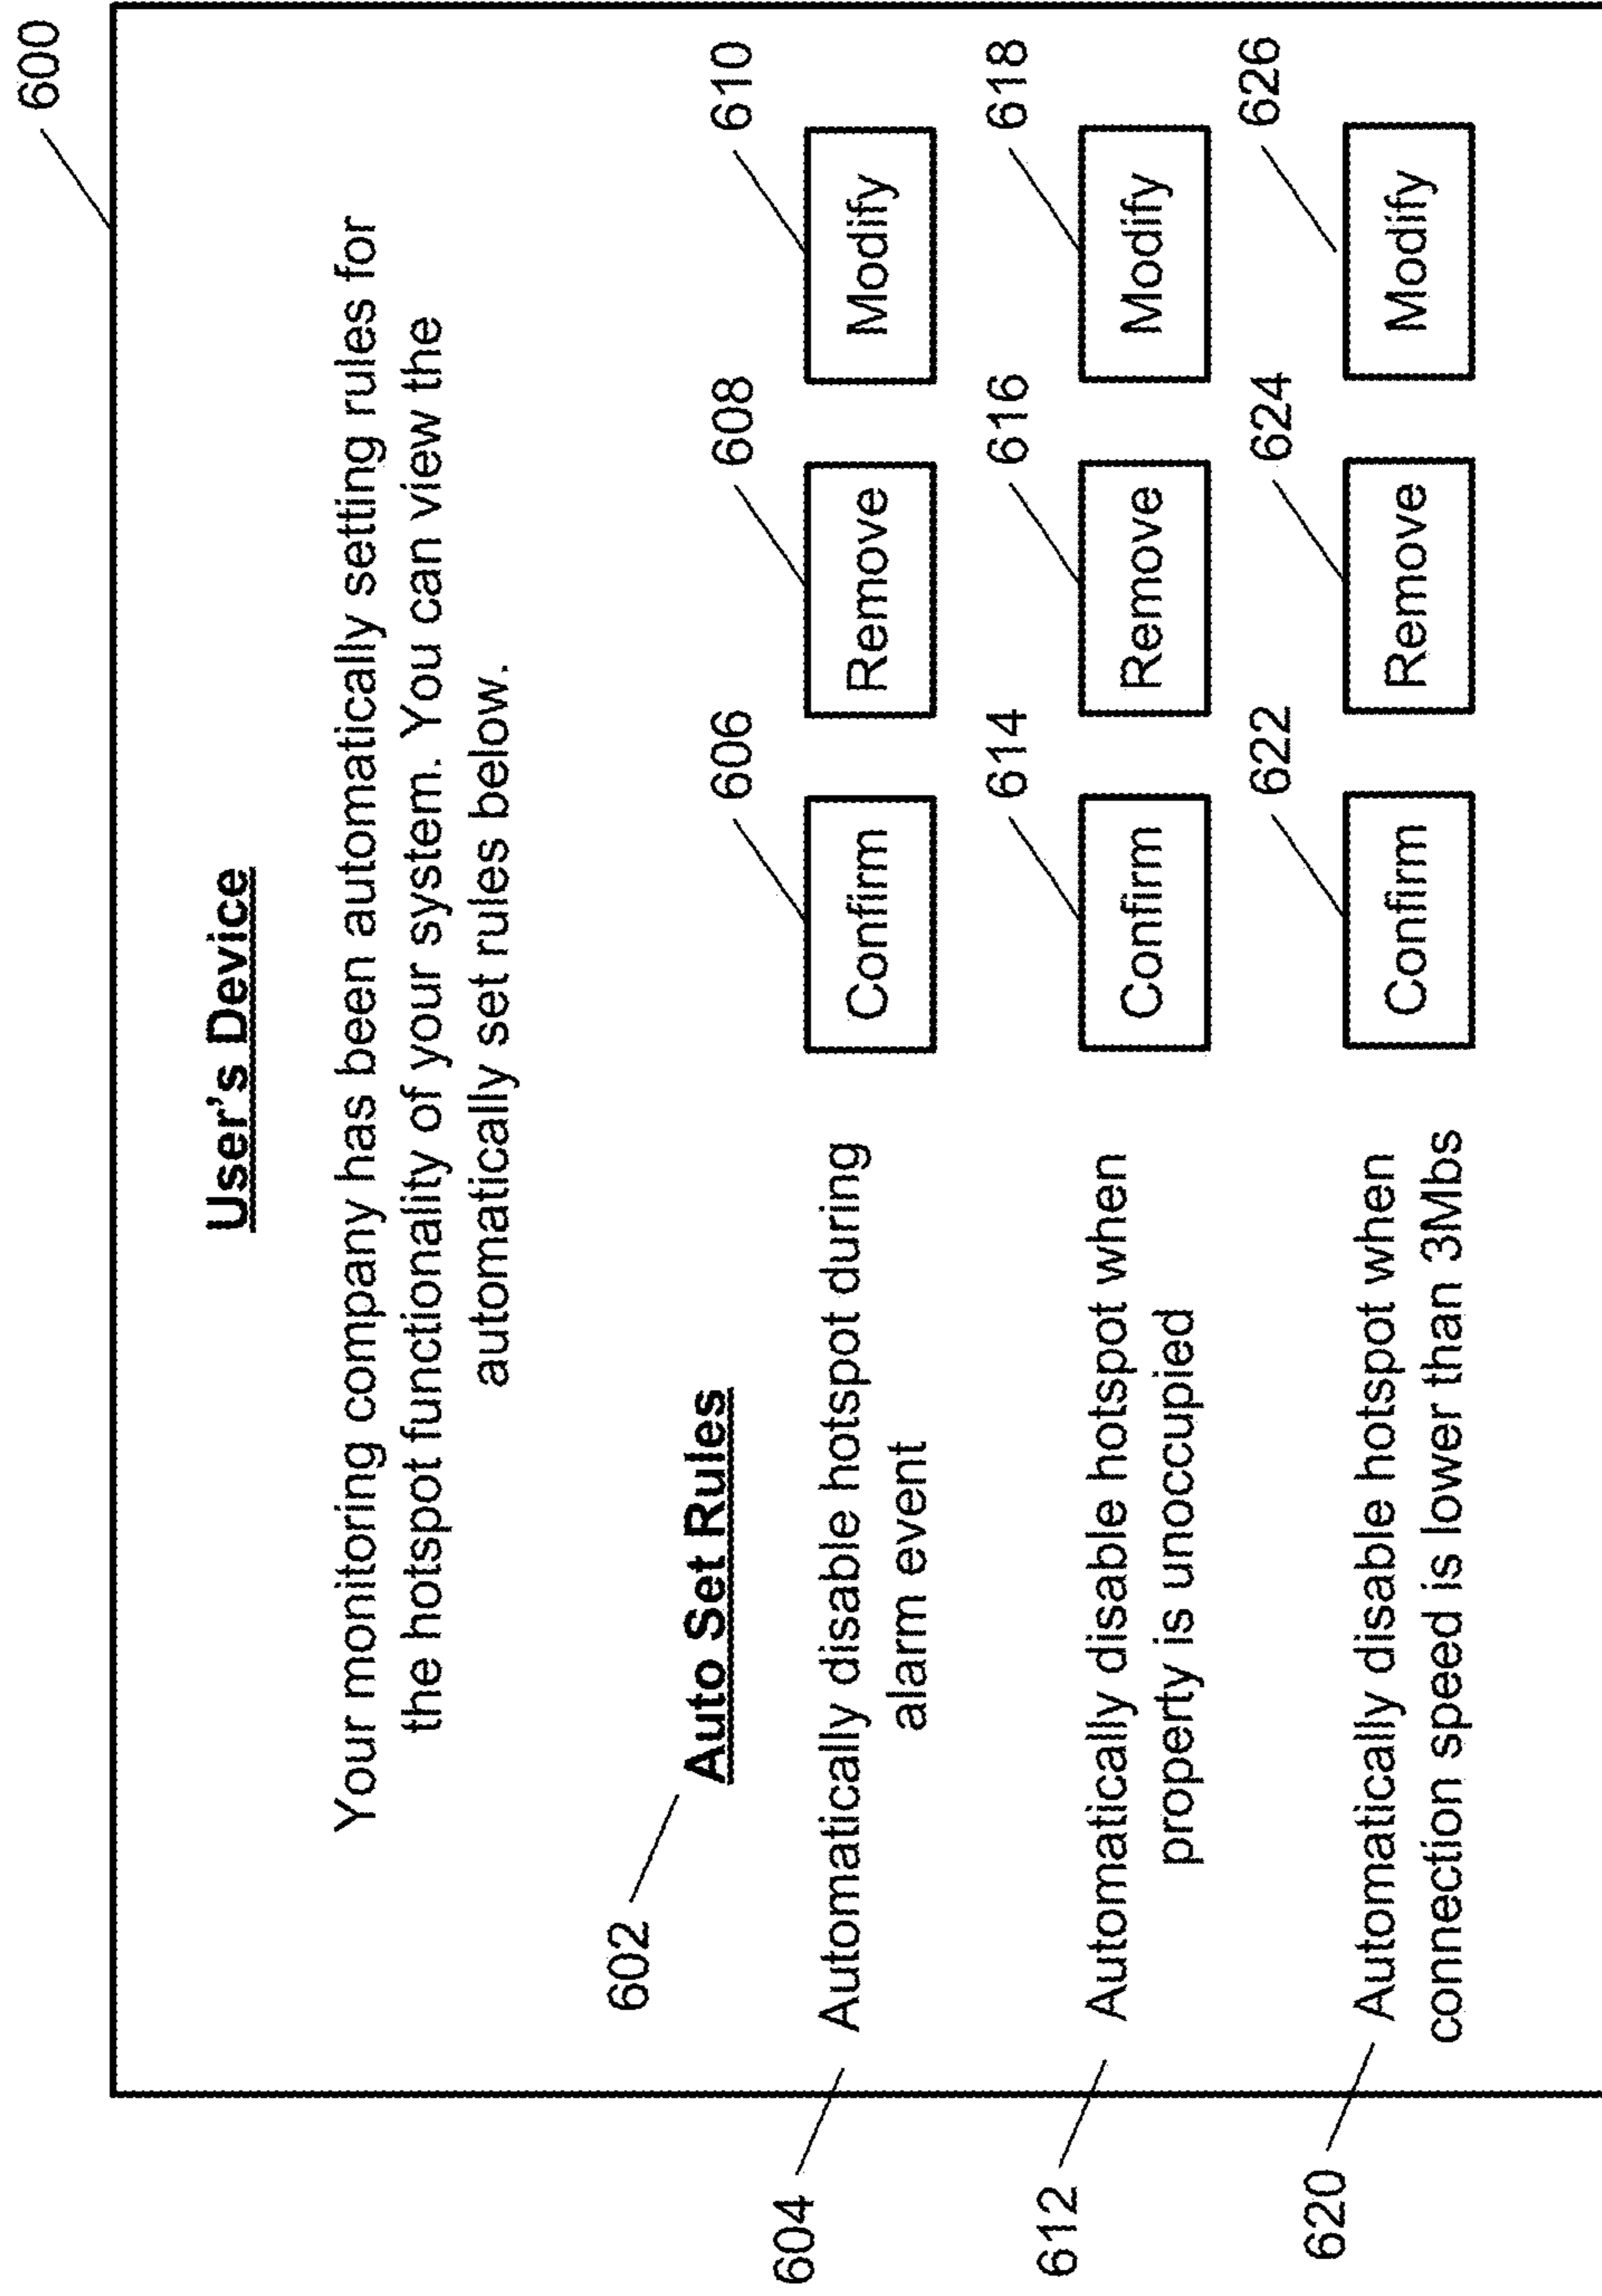 600
User's Device
Your monitoring company has been automatically setting rules for
the hotspot functionality of your system. You can view the
automatically set rules below.
602
Auto Set Rules
604
Automatically disable hotspot during
alarm event
606
Confirm
608
Remove
610
Modify
612
Automatically disable hotspot when
property is unoccupied
614
Confirm
616
Remove
618
Modify
620
Automatically disable hotspot when
connection speed is lower than 3Mbs
622
Confirm
624
Remove
626
Modify